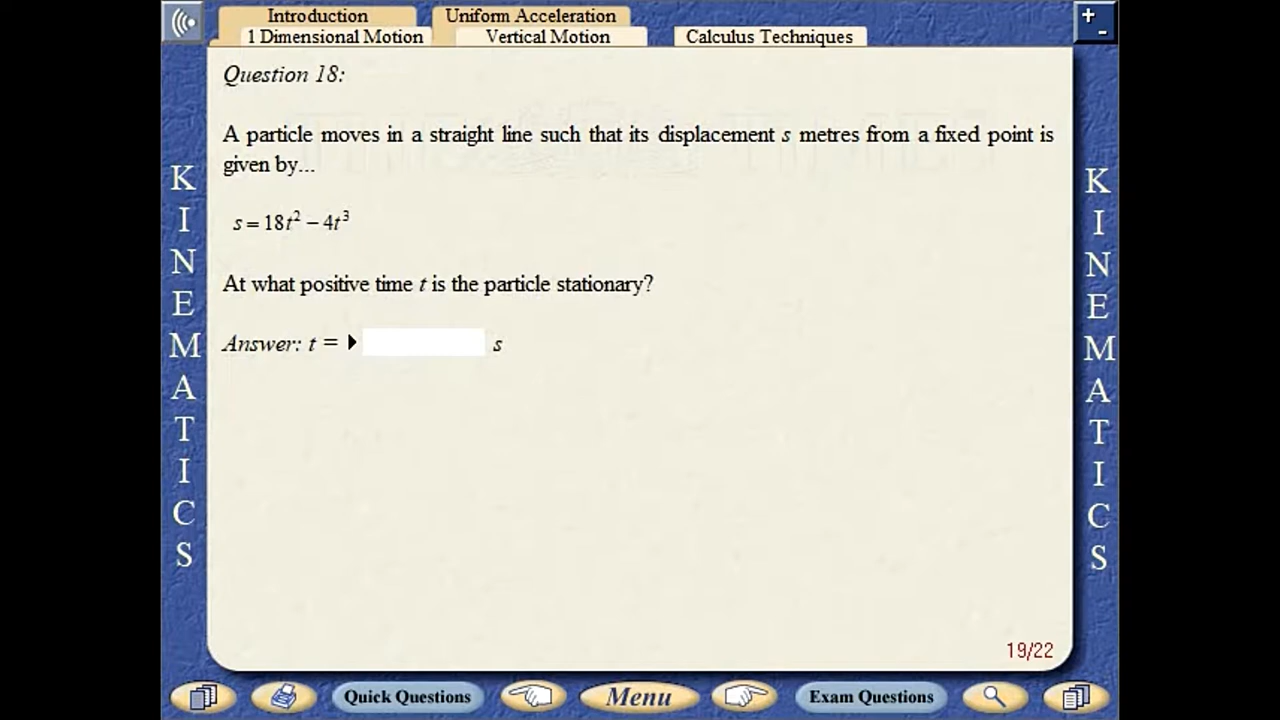 Introduction
Uniform Acceleration
1 Dimensional Motion
Vertical Motion
Calculus Techniques
+
-
Question 18:
A particle moves in a straight line such that its displacement s metres from a fixed point is
given by...
s = 18t² − 4t³
At what positive time t is the particle stationary?
Answer: t = s
K
I
N
E
M
A
T
I
C
S
K
I
N
E
M
A
T
I
C
S
19/22
Quick Questions
Menu
Exam Questions